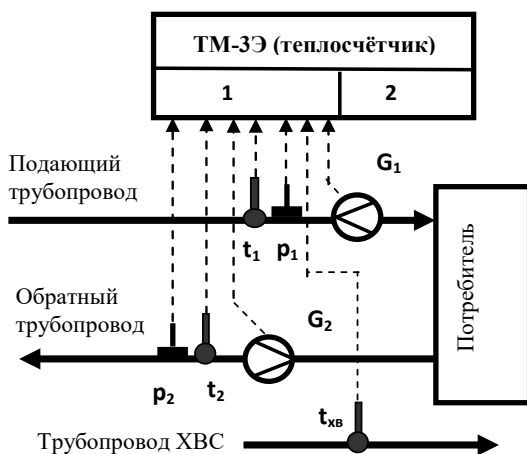 ТМ-3Э (теплосчётчик)
1 2
Подающий
трубопровод
G₁
t₁ p₁
Потребитель
Обратный
трубопровод
G₂
p₂ t₂
tхв
Трубопровод ХВС